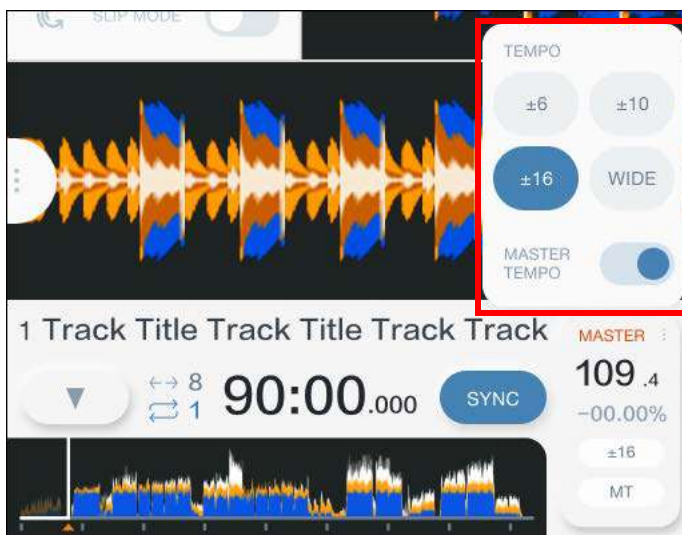 SLIP MODE
TEMPO
±6
±10
±16
WIDE
MASTER
TEMPO
1 Track Title Track Title Track Track
MASTER
8
1
90:00.000
SYNC
109.4
−00.00%
±16
MT